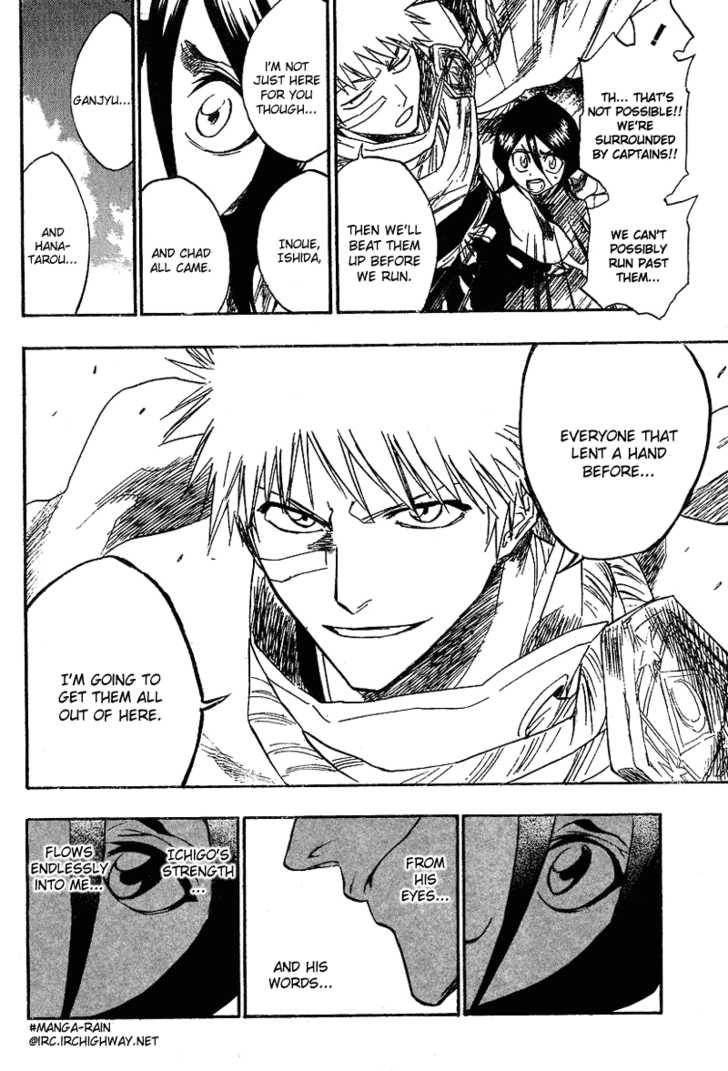 !
TH... THAT'S
NOT POSSIBLE!!
WE'RE
SURROUNDED
BY CAPTAINS!!
WE CAN'T
POSSIBLY
RUN PAST
THEM...
THEN WE'LL
BEAT THEM
UP BEFORE
WE RUN.
I'M NOT
JUST HERE
FOR YOU
THOUGH...
INOUE,
ISHIDA,
AND CHAD
ALL CAME.
GANJYU...
AND
HANA-
TAROU...
EVERYONE THAT
LENT A HAND
BEFORE...
I'M GOING TO
GET THEM ALL
OUT OF HERE.
FROM
HIS
EYES...
AND HIS
WORDS...
ICHIGO'S
STRENGTH
...
FLOWS
ENDLESSLY
INTO ME...
#MANGA-RAIN
@IRC.IRCHIGHWAY.NET